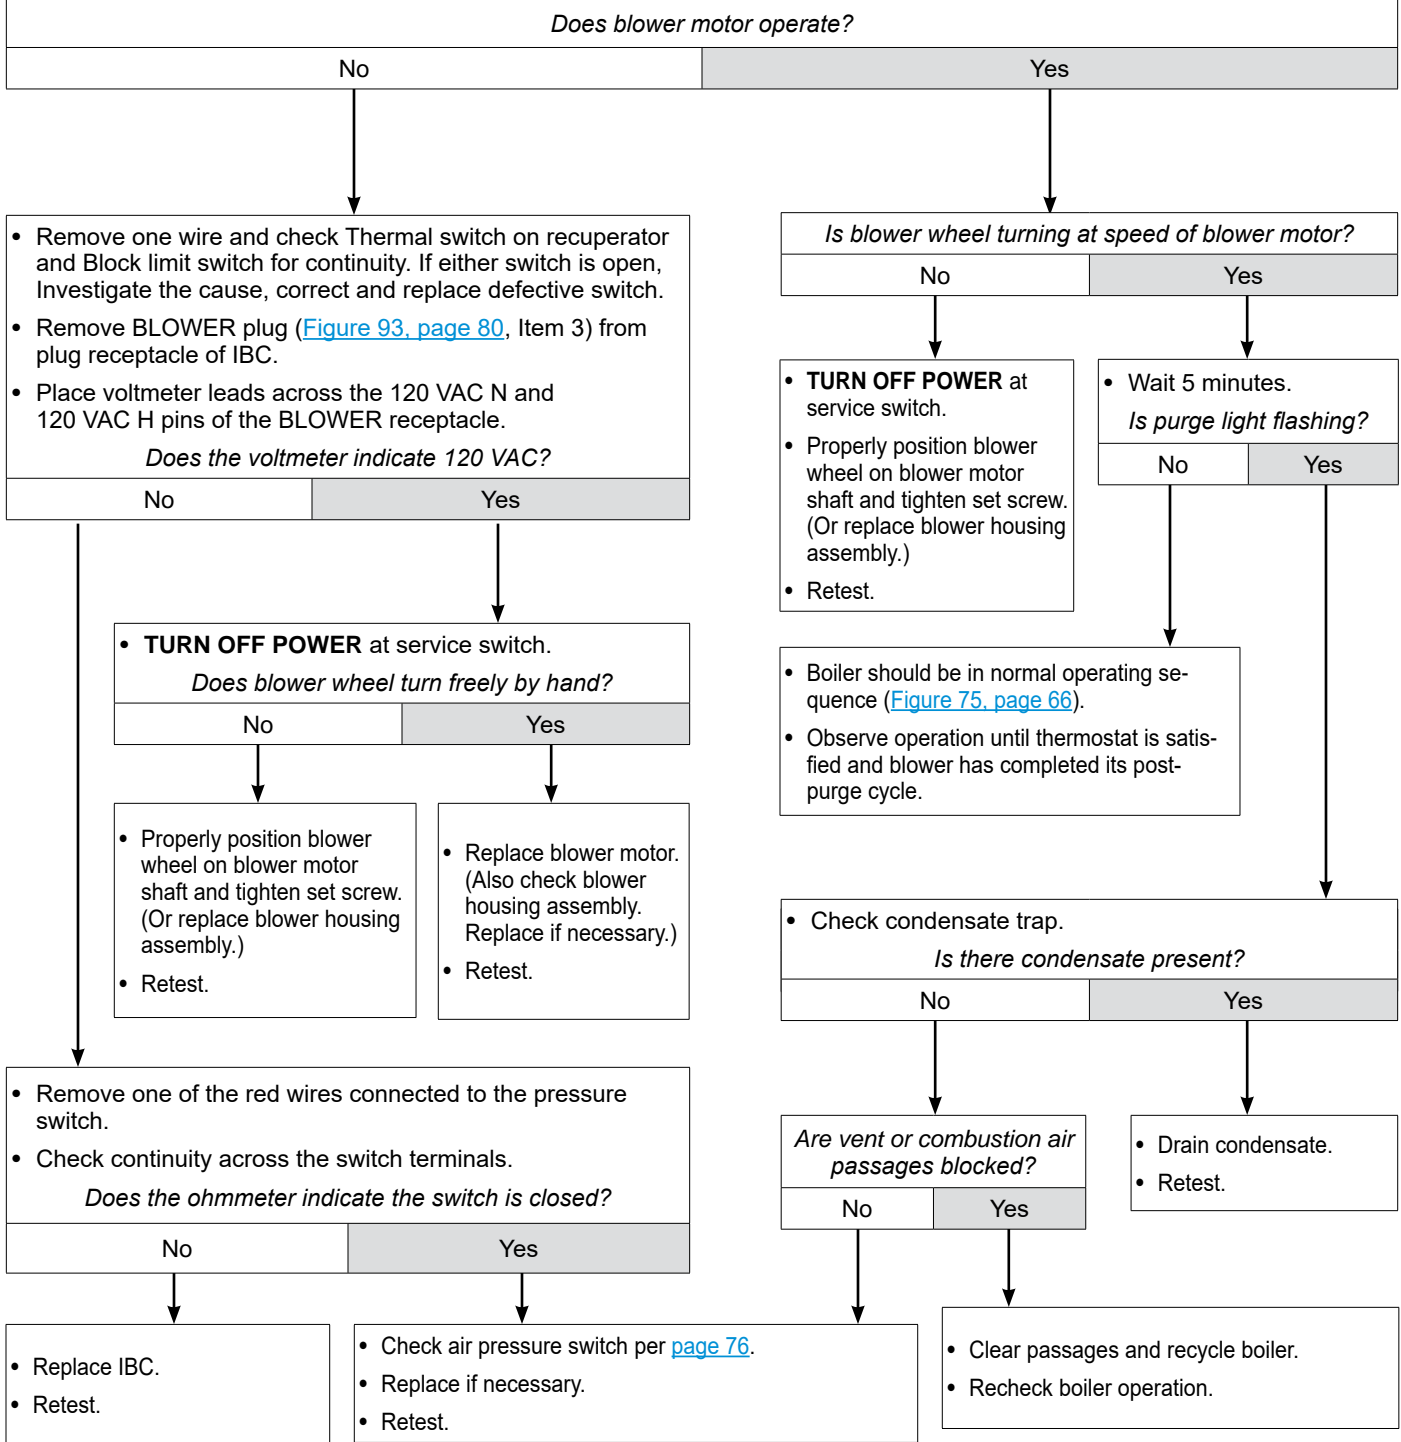 Does blower motor operate?
No
Yes
• Remove one wire and check Thermal switch on recuperator
and Block limit switch for continuity. If either switch is open,
Investigate the cause, correct and replace defective switch.
• Remove BLOWER plug (Figure 93, page 80, Item 3) from
plug receptacle of IBC.
• Place voltmeter leads across the 120 VAC N and
120 VAC H pins of the BLOWER receptacle.
Does the voltmeter indicate 120 VAC?
No
Yes
• TURN OFF POWER at service switch.
Does blower wheel turn freely by hand?
No
Yes
• Properly position blower
wheel on blower motor
shaft and tighten set screw.
(Or replace blower housing
assembly.)
• Retest.
• Replace blower motor.
(Also check blower
housing assembly.
Replace if necessary.)
• Retest.
• Remove one of the red wires connected to the pressure
switch.
• Check continuity across the switch terminals.
Does the ohmmeter indicate the switch is closed?
No
Yes
• Replace IBC.
• Retest.
• Check air pressure switch per page 76.
• Replace if necessary.
• Retest.
Is blower wheel turning at speed of blower motor?
No
Yes
• TURN OFF POWER at
service switch.
• Properly position blower
wheel on blower motor
shaft and tighten set screw.
(Or replace blower housing
assembly.)
• Retest.
• Wait 5 minutes.
Is purge light flashing?
No
Yes
• Boiler should be in normal operating se-
quence (Figure 75, page 66).
• Observe operation until thermostat is satis-
fied and blower has completed its post-
purge cycle.
• Check condensate trap.
Is there condensate present?
No
Yes
Are vent or combustion air
passages blocked?
No
Yes
• Drain condensate.
• Retest.
• Clear passages and recycle boiler.
• Recheck boiler operation.